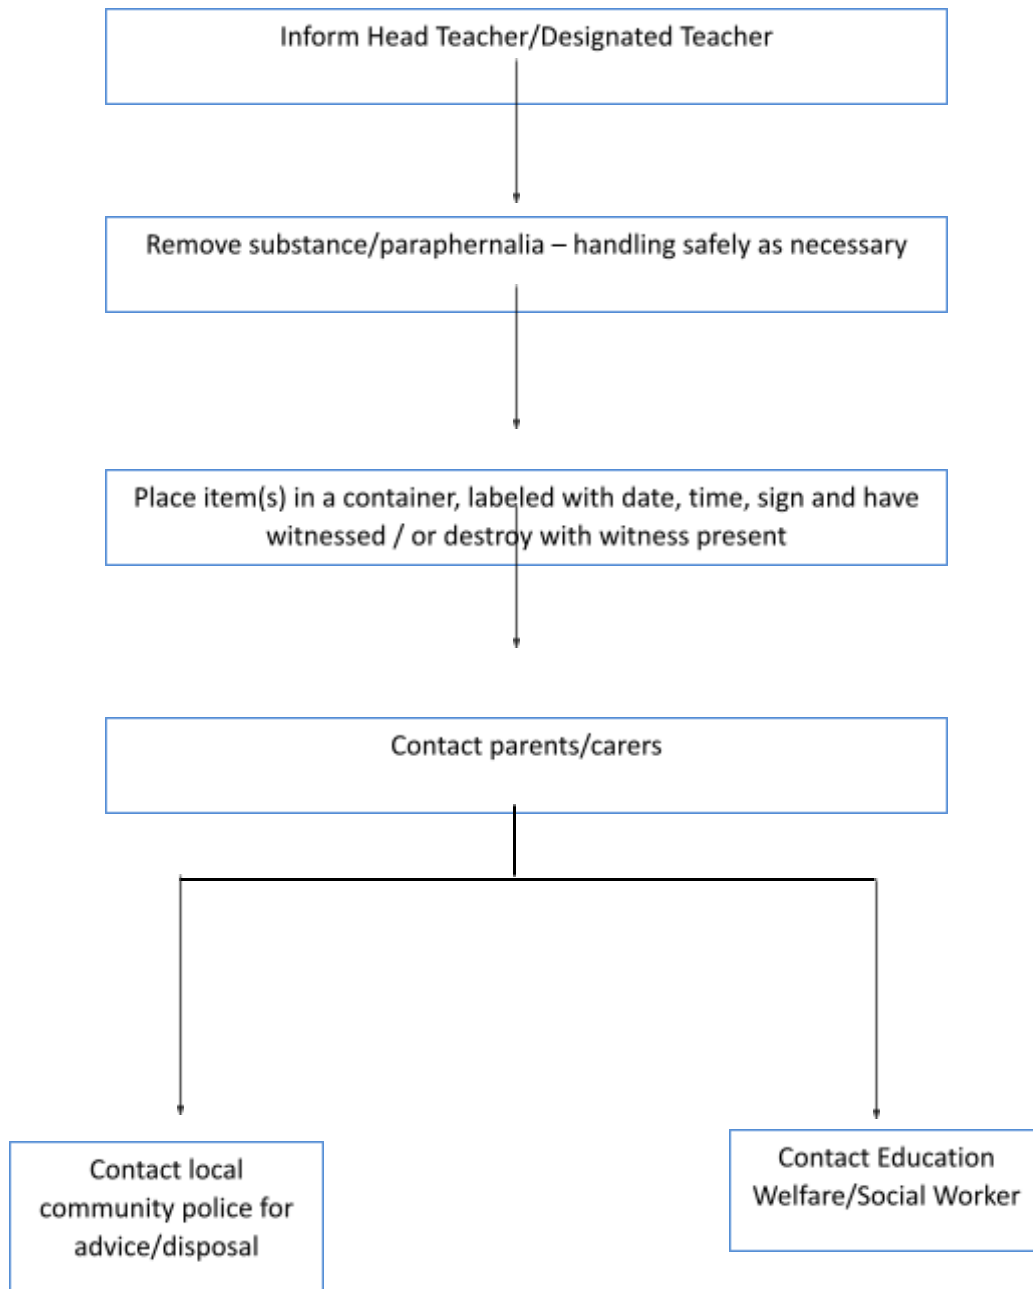 Inform Head Teacher/Designated Teacher
Remove substance/paraphernalia – handling safely as necessary
Place item(s) in a container, labeled with date, time, sign and have
witnessed / or destroy with witness present
Contact parents/carers
Contact local
community police for
advice/disposal
Contact Education
Welfare/Social Worker